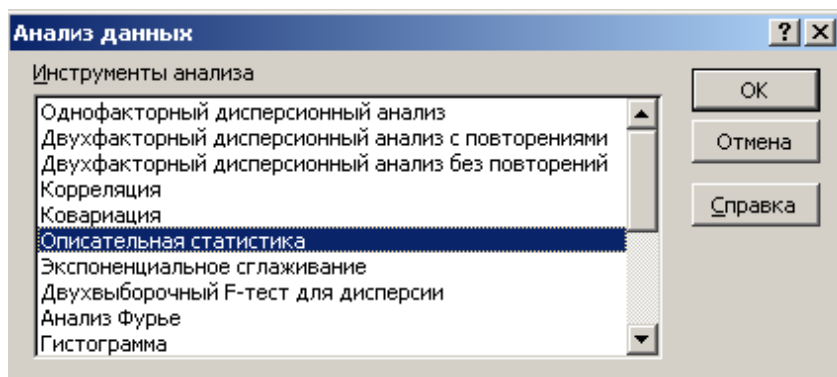 Анализ данных
Инструменты анализа
Однофакторный дисперсионный анализ
Двухфакторный дисперсионный анализ с повторениями
Двухфакторный дисперсионный анализ без повторений
Корреляция
Ковариация
Описательная статистика
Экспоненциальное сглаживание
Двухвыборочный F-тест для дисперсии
Анализ Фурье
Гистограмма
OK
Отмена
Справка